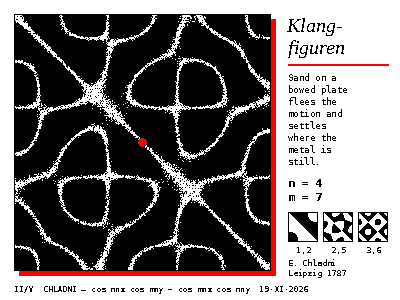 Klang-
figuren
Sand on a
bowed plate
flees the
motion and
settles
where the
metal is
still.
n = 4
m = 7
1,2 2,5 3,6
E. Chladni
Leipzig 1787
II/V CHLADNI — cos nπx cos mπy − cos mπx cos nπy 19·XI·2026